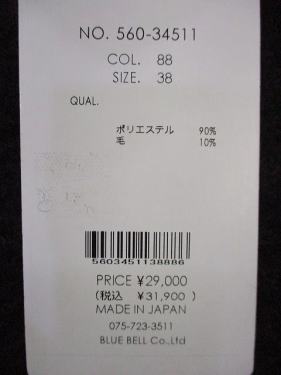 NO. 560-34511
COL. 88
SIZE. 38
QUAL.
ポリエステル 90%
毛 10%
5603451138886
PRICE ¥29,000
(税込 ¥31,900 )
MADE IN JAPAN
075-723-3511
BLUE BELL Co.,Ltd